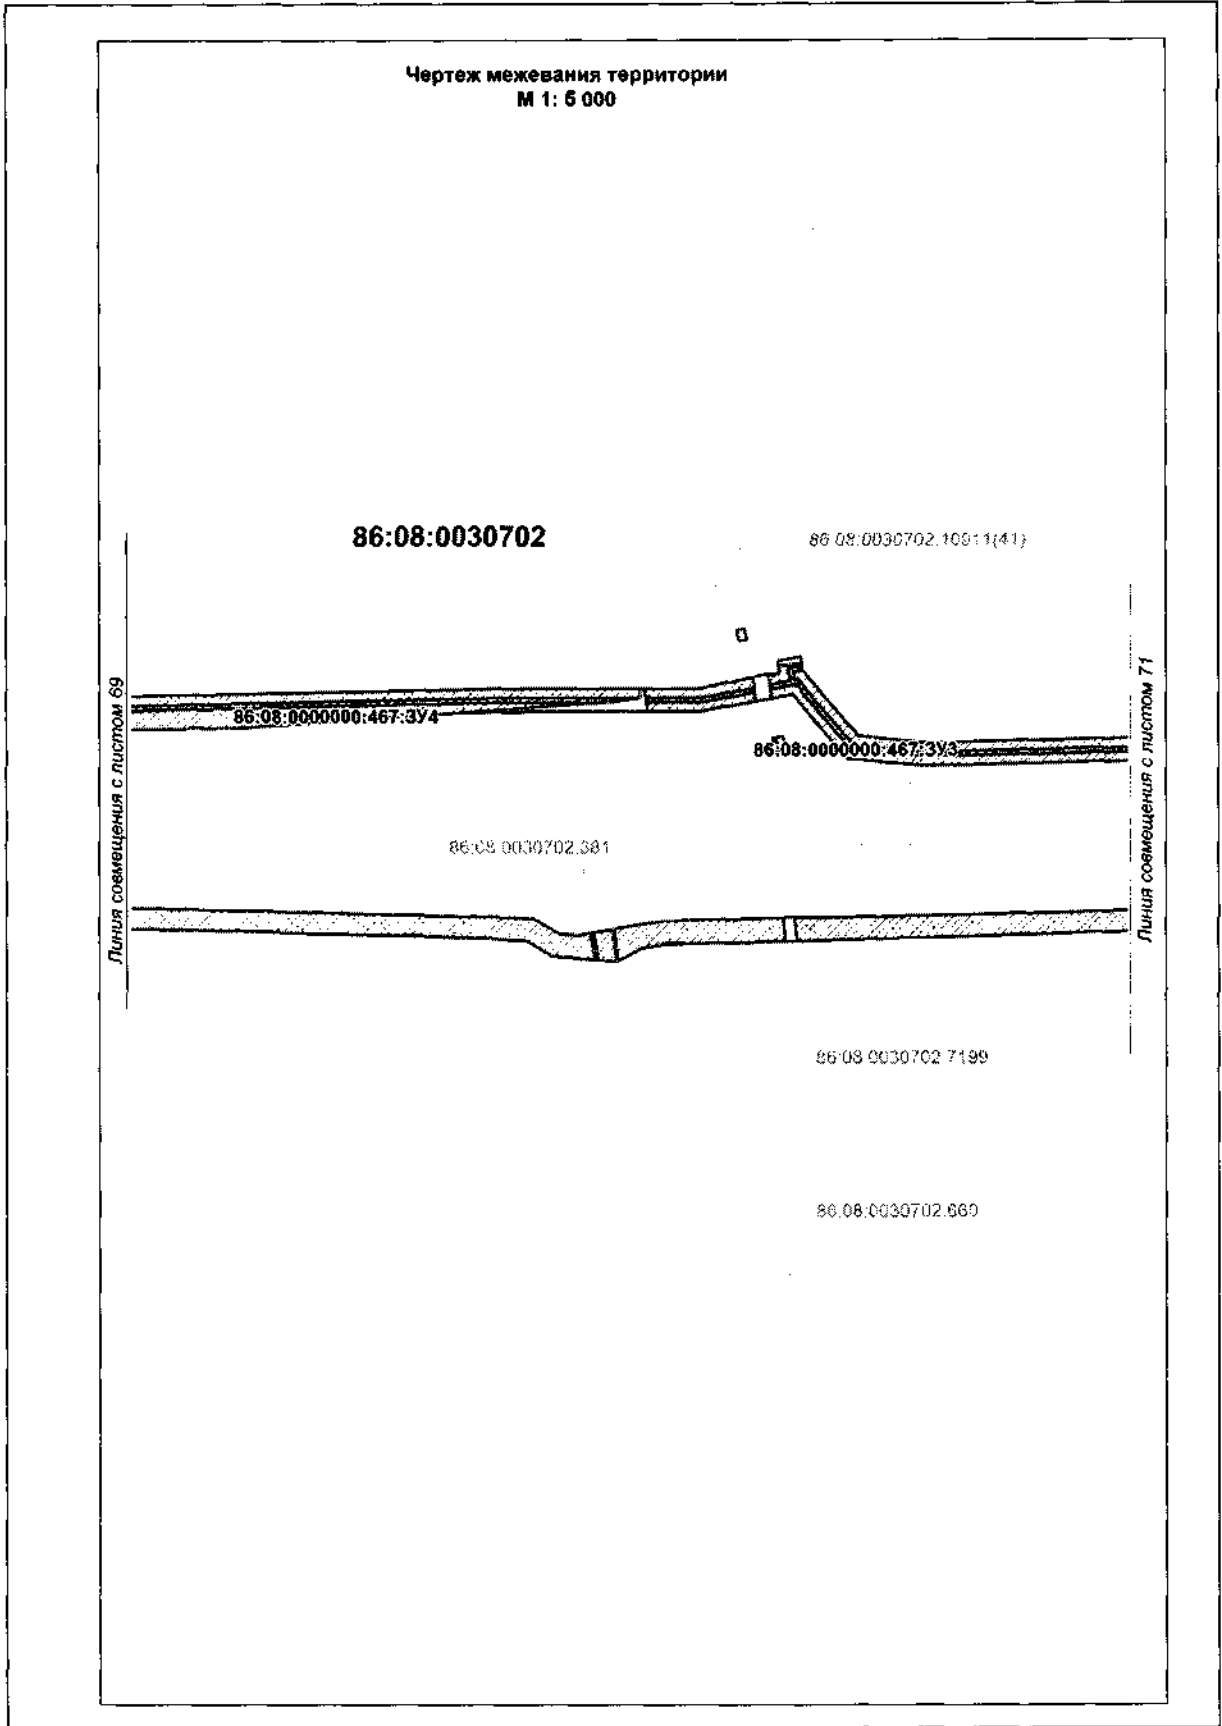 Чертеж межевания территории
М 1: 5 000
86:08:0030702
86:08:0030702:10911(41)
Линия совмещения с листом 69
86:08:0000000:467:ЗУ4
86:08:0000000:467:ЗУ3
Линия совмещения с листом 71
86:08:0030702:381
86:08:0030702:7199
86:08:0030702:660